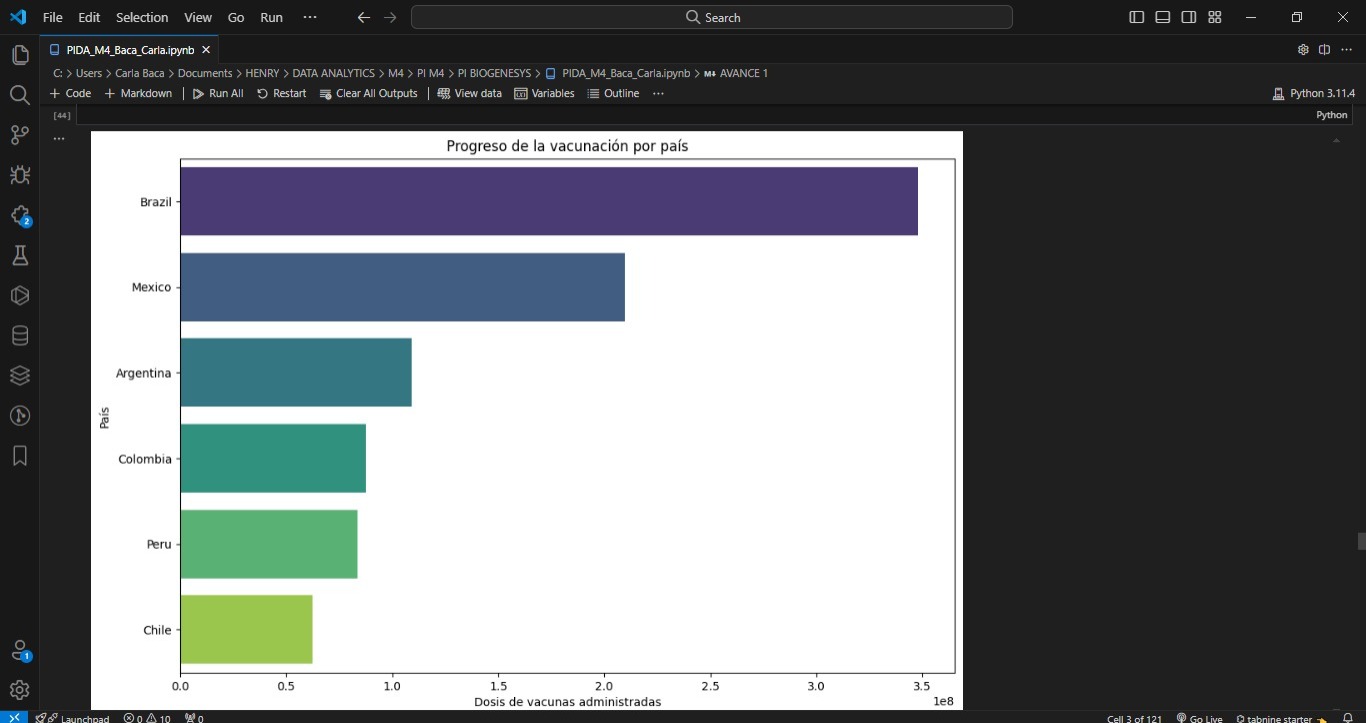 File Edit Selection View Go Run ··· Search
PIDA_M4_Baca_Carla.ipynb
C: > Users > Carla Baca > Documents > HENRY > DATA ANALYTICS > M4 > PI M4 > PI BIOGENESYS > PIDA_M4_Baca_Carla.ipynb > M↓ AVANCE 1
+ Code + Markdown | Run All Restart Clear All Outputs | View data Variables Outline ··· Python 3.11.4
[44] Python
···
Progreso de la vacunación por país
Brazil
Mexico
Argentina
País
Colombia
Peru
Chile
0.0 0.5 1.0 1.5 2.0 2.5 3.0 3.5
Dosis de vacunas administradas 1e8
2
1
Launchpad 0 10 0 Cell 3 of 121 Go Live tabnine starter